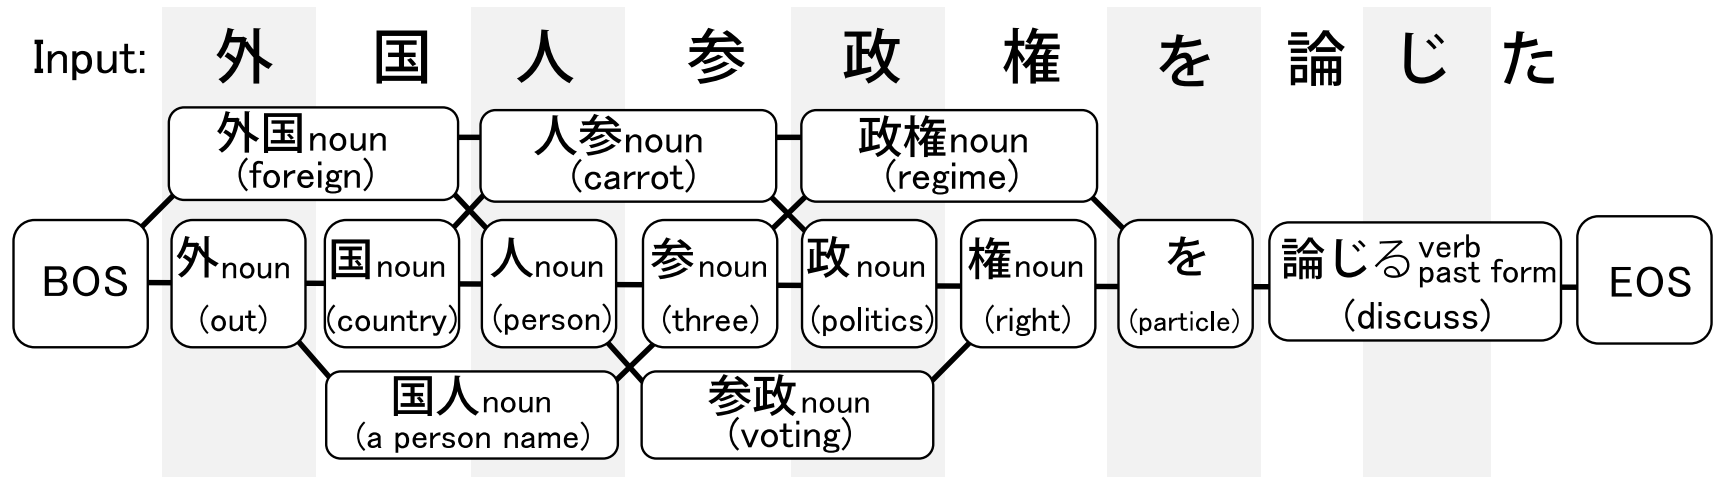 Input: 外 国 人 参 政 権 を 論 じ た
外国noun
(foreign)
人参noun
(carrot)
政権noun
(regime)
BOS
外noun
(out)
国noun
(country)
人noun
(person)
参noun
(three)
政noun
(politics)
権noun
(right)
を
(particle)
論じる verb
past form
(discuss)
EOS
国人noun
(a person name)
参政noun
(voting)